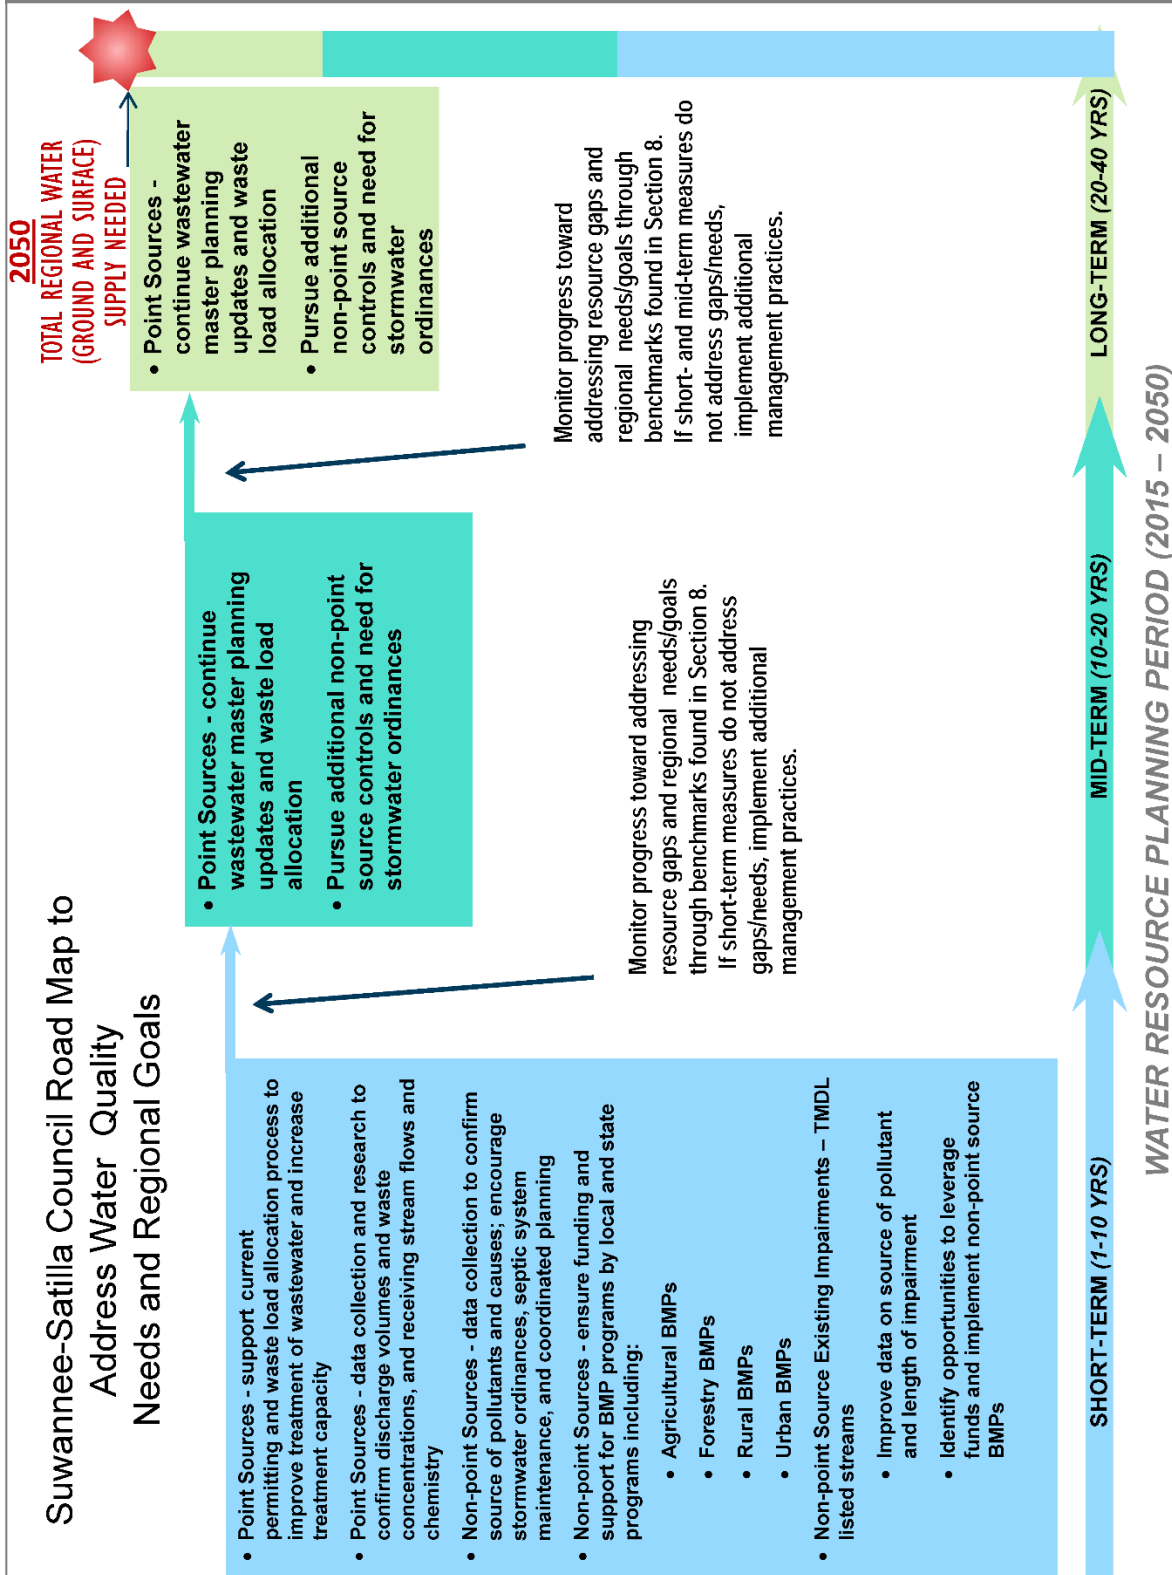 Suwannee-Satilla Council Road Map to
Address Water Quality
Needs and Regional Goals
2050
TOTAL REGIONAL WATER
(GROUND AND SURFACE)
SUPPLY NEEDED
• Point Sources - support current
permitting and waste load allocation process to
improve treatment of wastewater and increase
treatment capacity
• Point Sources - data collection and research to
confirm discharge volumes and waste
concentrations, and receiving stream flows and
chemistry
• Non-point Sources - data collection to confirm
source of pollutants and causes; encourage
stormwater ordinances, septic system
maintenance, and coordinated planning
• Non-point Sources - ensure funding and
support for BMP programs by local and state
programs including:
• Agricultural BMPs
• Forestry BMPs
• Rural BMPs
• Urban BMPs
• Non-point Source Existing Impairments – TMDL
listed streams
• Improve data on source of pollutant
and length of impairment
• Identify opportunities to leverage
funds and implement non-point source
BMPs
• Point Sources - continue
wastewater master planning
updates and waste load
allocation
• Pursue additional non-point
source controls and need for
stormwater ordinances
• Point Sources -
continue wastewater
master planning
updates and waste
load allocation
• Pursue additional
non-point source
controls and need for
stormwater
ordinances
Monitor progress toward addressing
resource gaps and regional needs/goals
through benchmarks found in Section 8.
If short-term measures do not address
gaps/needs, implement additional
management practices.
Monitor progress toward
addressing resource gaps and
regional needs/goals through
benchmarks found in Section 8.
If short- and mid-term measures do
not address gaps/needs,
implement additional
management practices.
SHORT-TERM (1-10 YRS)
MID-TERM (10-20 YRS)
LONG-TERM (20-40 YRS)
WATER RESOURCE PLANNING PERIOD (2015 – 2050)